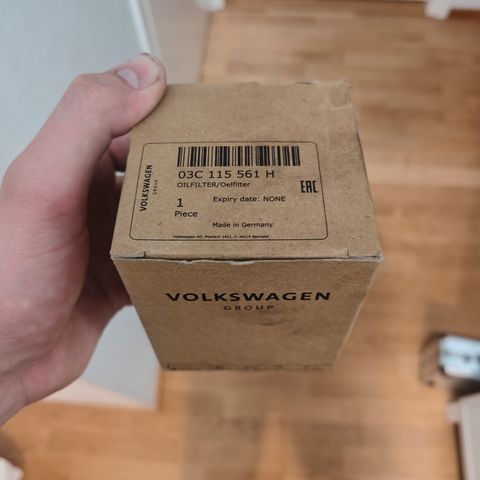 VOLKSWAGEN
GROUP
03C 115 561 H
OILFILTER/Oelfilter
EAC
1
Piece
Expiry date: NONE
Made in Germany
VOLKSWAGEN
GROUP